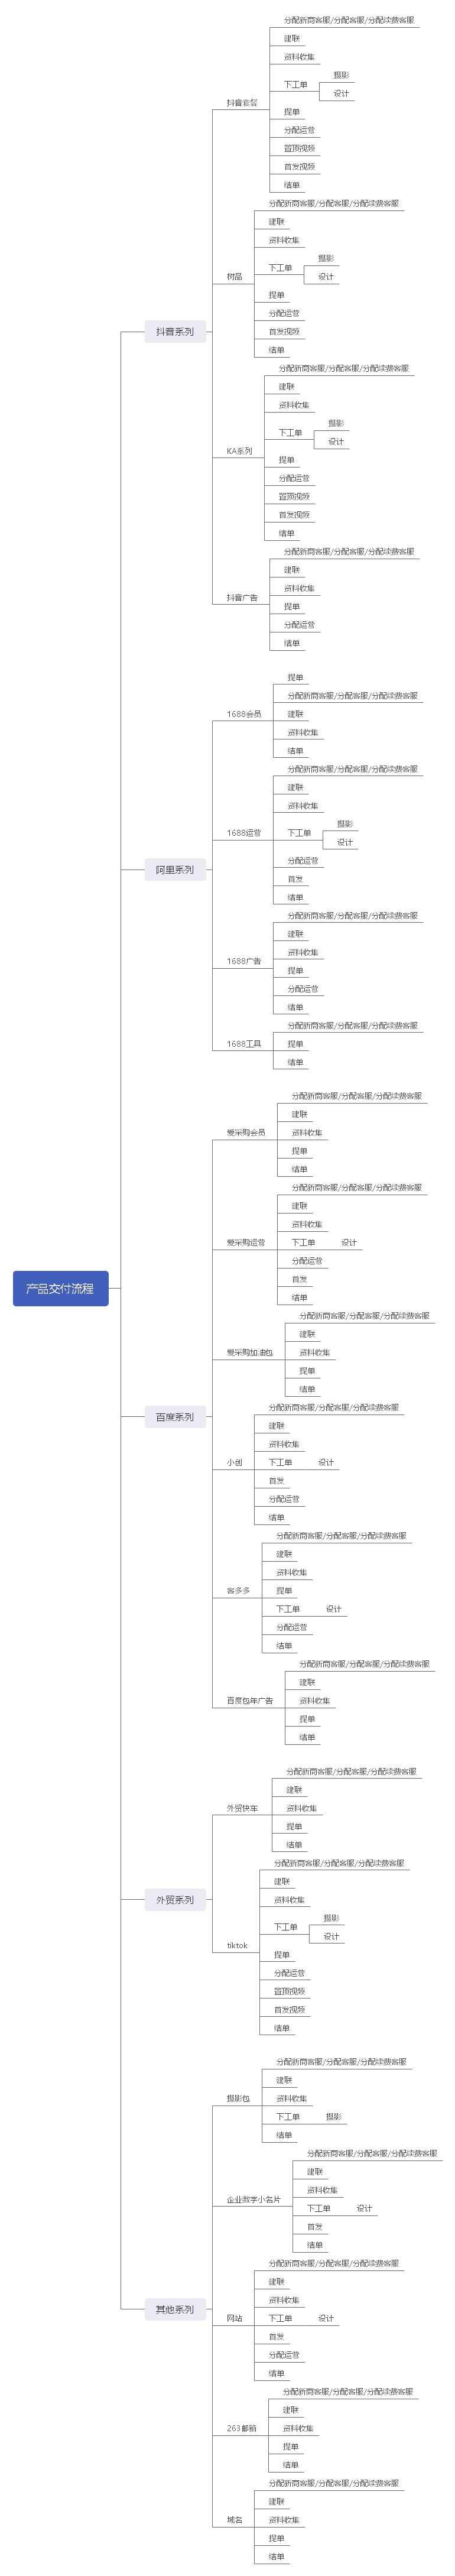 产品交付流程
抖音系列
抖音套餐
分配新商客服/分配客服/分配续费客服
建联
资料收集
下工单
摄影
设计
提单
分配运营
置顶视频
首发视频
结单
树品
分配新商客服/分配客服/分配续费客服
建联
资料收集
下工单
摄影
设计
提单
分配运营
首发视频
结单
KA系列
分配新商客服/分配客服/分配续费客服
建联
资料收集
下工单
摄影
设计
提单
分配运营
置顶视频
首发视频
结单
抖音广告
分配新商客服/分配客服/分配续费客服
建联
资料收集
提单
分配运营
结单
阿里系列
1688会员
提单
分配新商客服/分配客服/分配续费客服
建联
资料收集
结单
1688运营
分配新商客服/分配客服/分配续费客服
建联
资料收集
下工单
摄影
设计
分配运营
首发
结单
1688广告
分配新商客服/分配客服/分配续费客服
建联
资料收集
提单
分配运营
结单
1688工具
分配新商客服/分配客服/分配续费客服
提单
结单
百度系列
爱采购会员
分配新商客服/分配客服/分配续费客服
建联
资料收集
提单
结单
爱采购运营
分配新商客服/分配客服/分配续费客服
建联
资料收集
下工单
设计
分配运营
首发
结单
爱采购加油包
分配新商客服/分配客服/分配续费客服
建联
资料收集
提单
结单
小创
分配新商客服/分配客服/分配续费客服
建联
资料收集
下工单
设计
首发
分配运营
结单
客多多
分配新商客服/分配客服/分配续费客服
建联
资料收集
提单
下工单
设计
分配运营
结单
百度包年广告
分配新商客服/分配客服/分配续费客服
建联
资料收集
提单
结单
外贸系列
外贸快车
分配新商客服/分配客服/分配续费客服
建联
资料收集
提单
结单
tiktok
分配新商客服/分配客服/分配续费客服
建联
资料收集
下工单
摄影
设计
提单
分配运营
置顶视频
首发视频
结单
其他系列
摄影包
分配新商客服/分配客服/分配续费客服
建联
资料收集
下工单
摄影
结单
企业数字小名片
分配新商客服/分配客服/分配续费客服
建联
资料收集
下工单
设计
首发
结单
网站
分配新商客服/分配客服/分配续费客服
建联
资料收集
下工单
设计
首发
分配运营
结单
263邮箱
分配新商客服/分配客服/分配续费客服
建联
资料收集
提单
结单
域名
分配新商客服/分配客服/分配续费客服
建联
资料收集
提单
结单